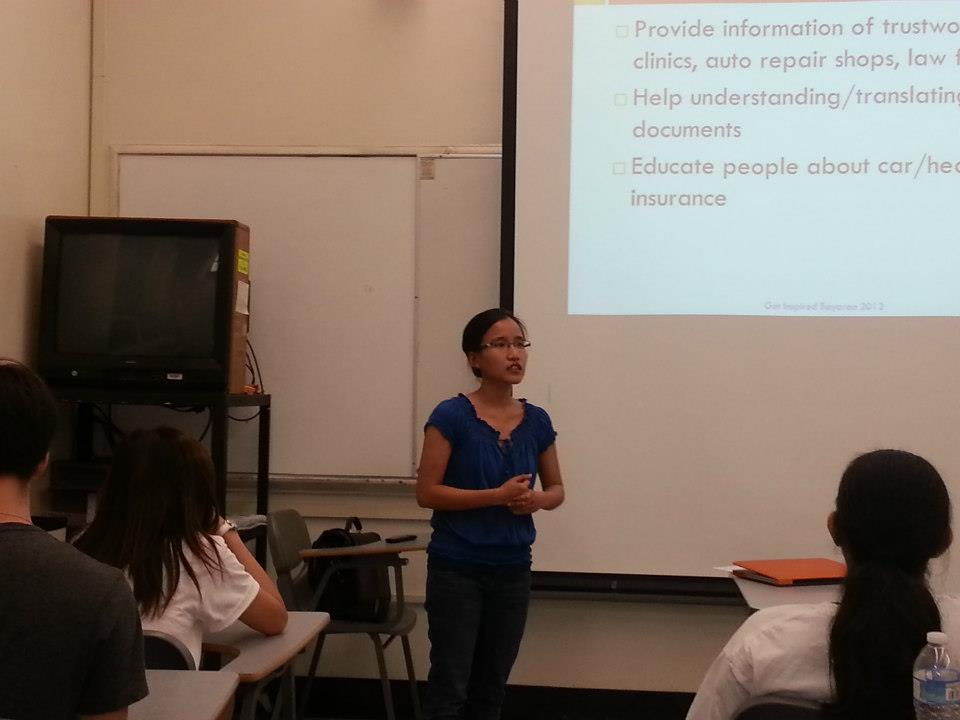 Provide information of trustwo
clinics, auto repair shops, law f
Help understanding/translating
documents
Educate people about car/hea
insurance
Get Inspired Bayarea 2012